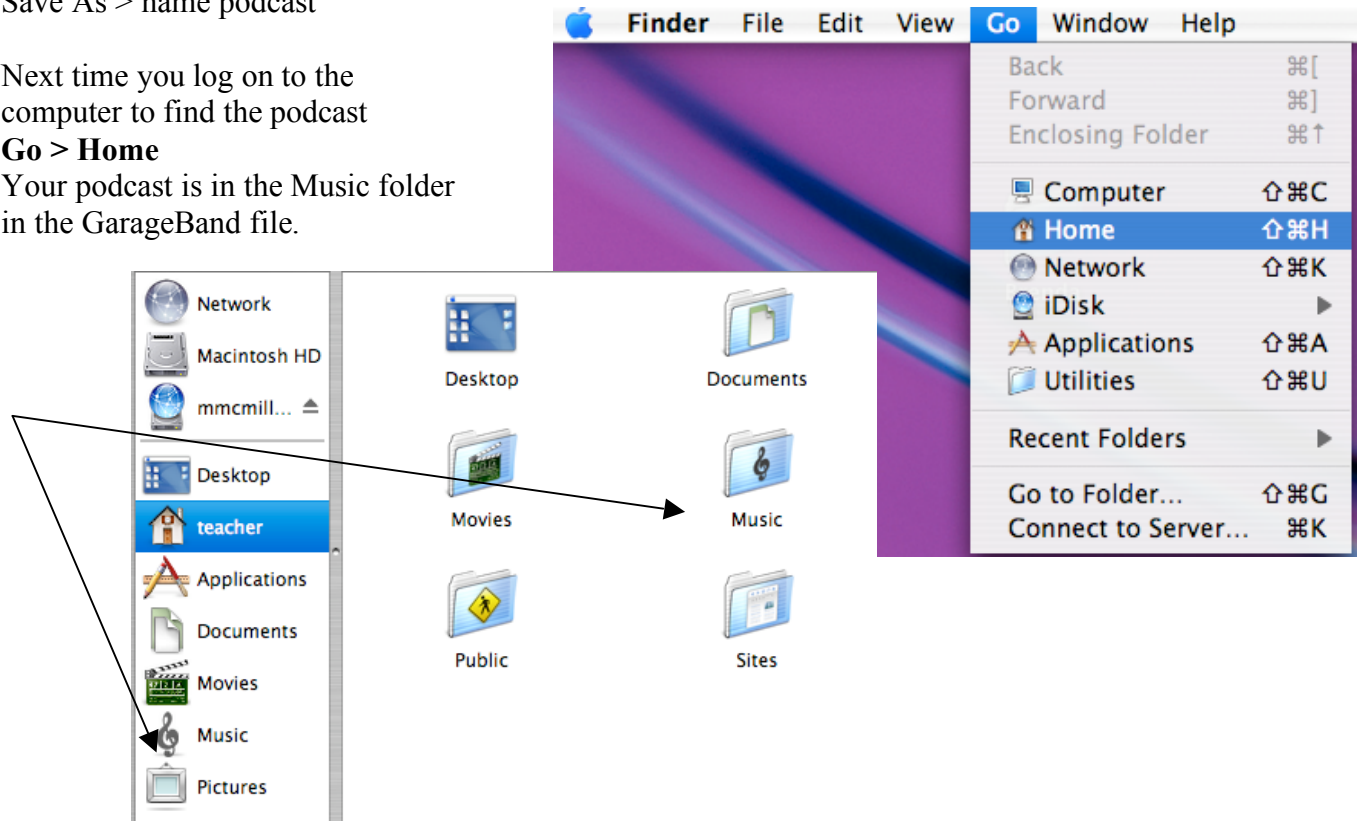 Save As > name podcast
Next time you log on to the
computer to find the podcast
Go > Home
Your podcast is in the Music folder
in the GarageBand file.
Finder File Edit View Go Window Help
Back ⌘[
Forward ⌘]
Enclosing Folder ⌘↑
Computer ⇧⌘C
Home ⇧⌘H
Network ⇧⌘K
iDisk
Applications ⇧⌘A
Utilities ⇧⌘U
Recent Folders
Go to Folder... ⇧⌘G
Connect to Server... ⌘K
Network
Macintosh HD
mmcmill...
Desktop
teacher
Applications
Documents
Movies
Music
Pictures
Desktop Documents
Movies Music
Public Sites